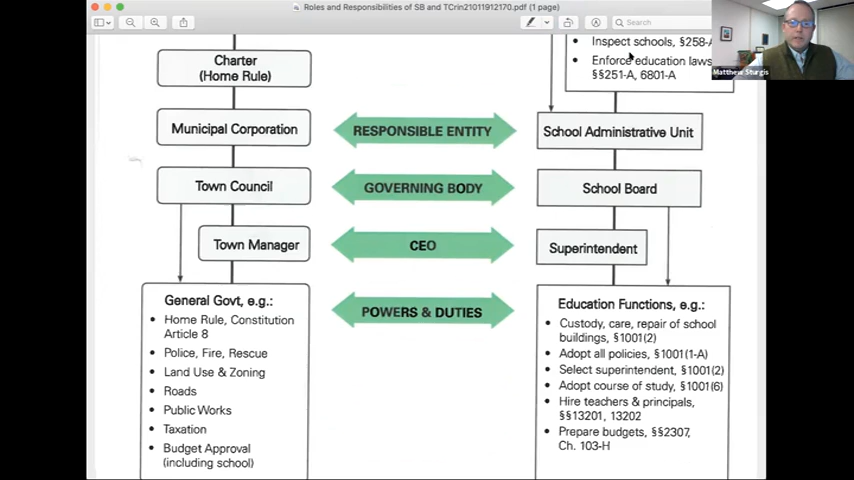 Roles and Responsibilities of SB and TCrin21011912170.pdf (1 page)
Search
Matthew Sturgis
Charter
(Home Rule)
Municipal Corporation
Town Council
Town Manager
General Govt, e.g.:
• Home Rule, Constitution
Article 8
• Police, Fire, Rescue
• Land Use & Zoning
• Roads
• Public Works
• Taxation
• Budget Approval
(including school)
RESPONSIBLE ENTITY
GOVERNING BODY
CEO
POWERS & DUTIES
• Inspect schools, §258-A
• Enforce education laws
§§251-A, 6801-A
School Administrative Unit
School Board
Superintendent
Education Functions, e.g.:
• Custody, care, repair of school
buildings, §1001(2)
• Adopt all policies, §1001(1-A)
• Select superintendent, §1001(2)
• Adopt course of study, §1001(6)
• Hire teachers & principals,
§§13201, 13202
• Prepare budgets, §§2307,
Ch. 103-H